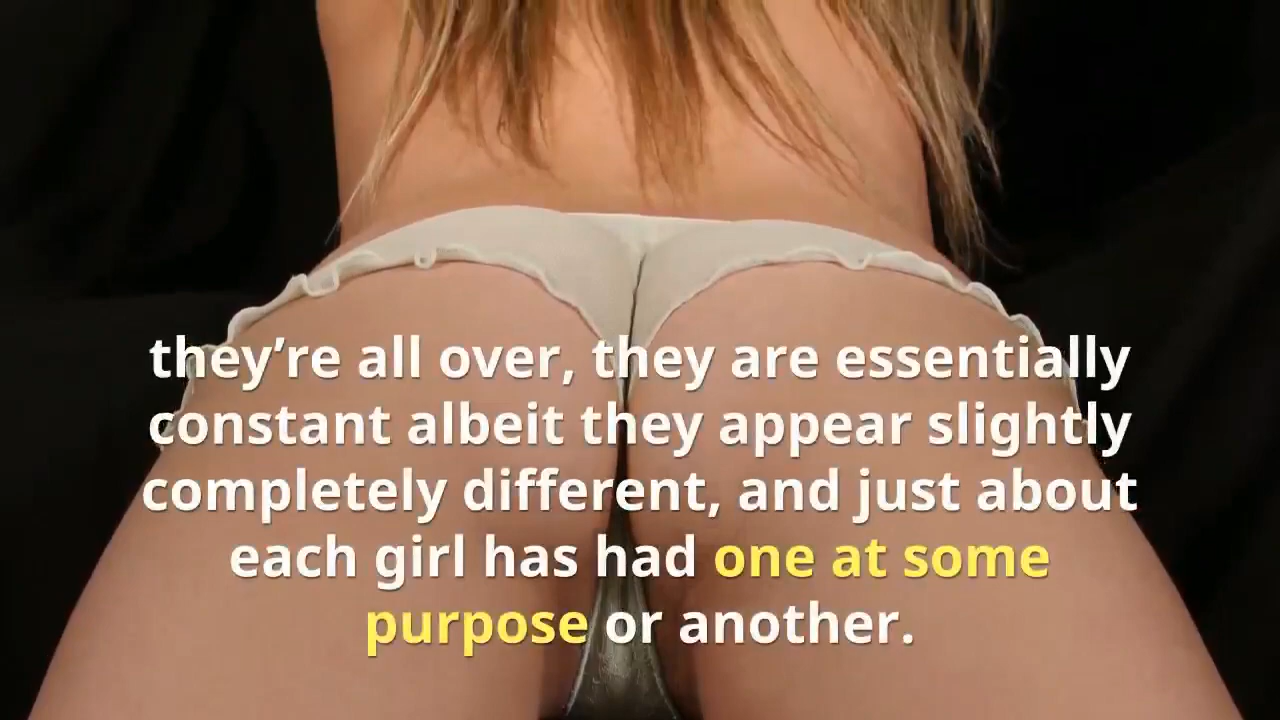 they’re all over, they are essentially
constant albeit they appear slightly
completely different, and just about
each girl has had one at some
purpose or another.